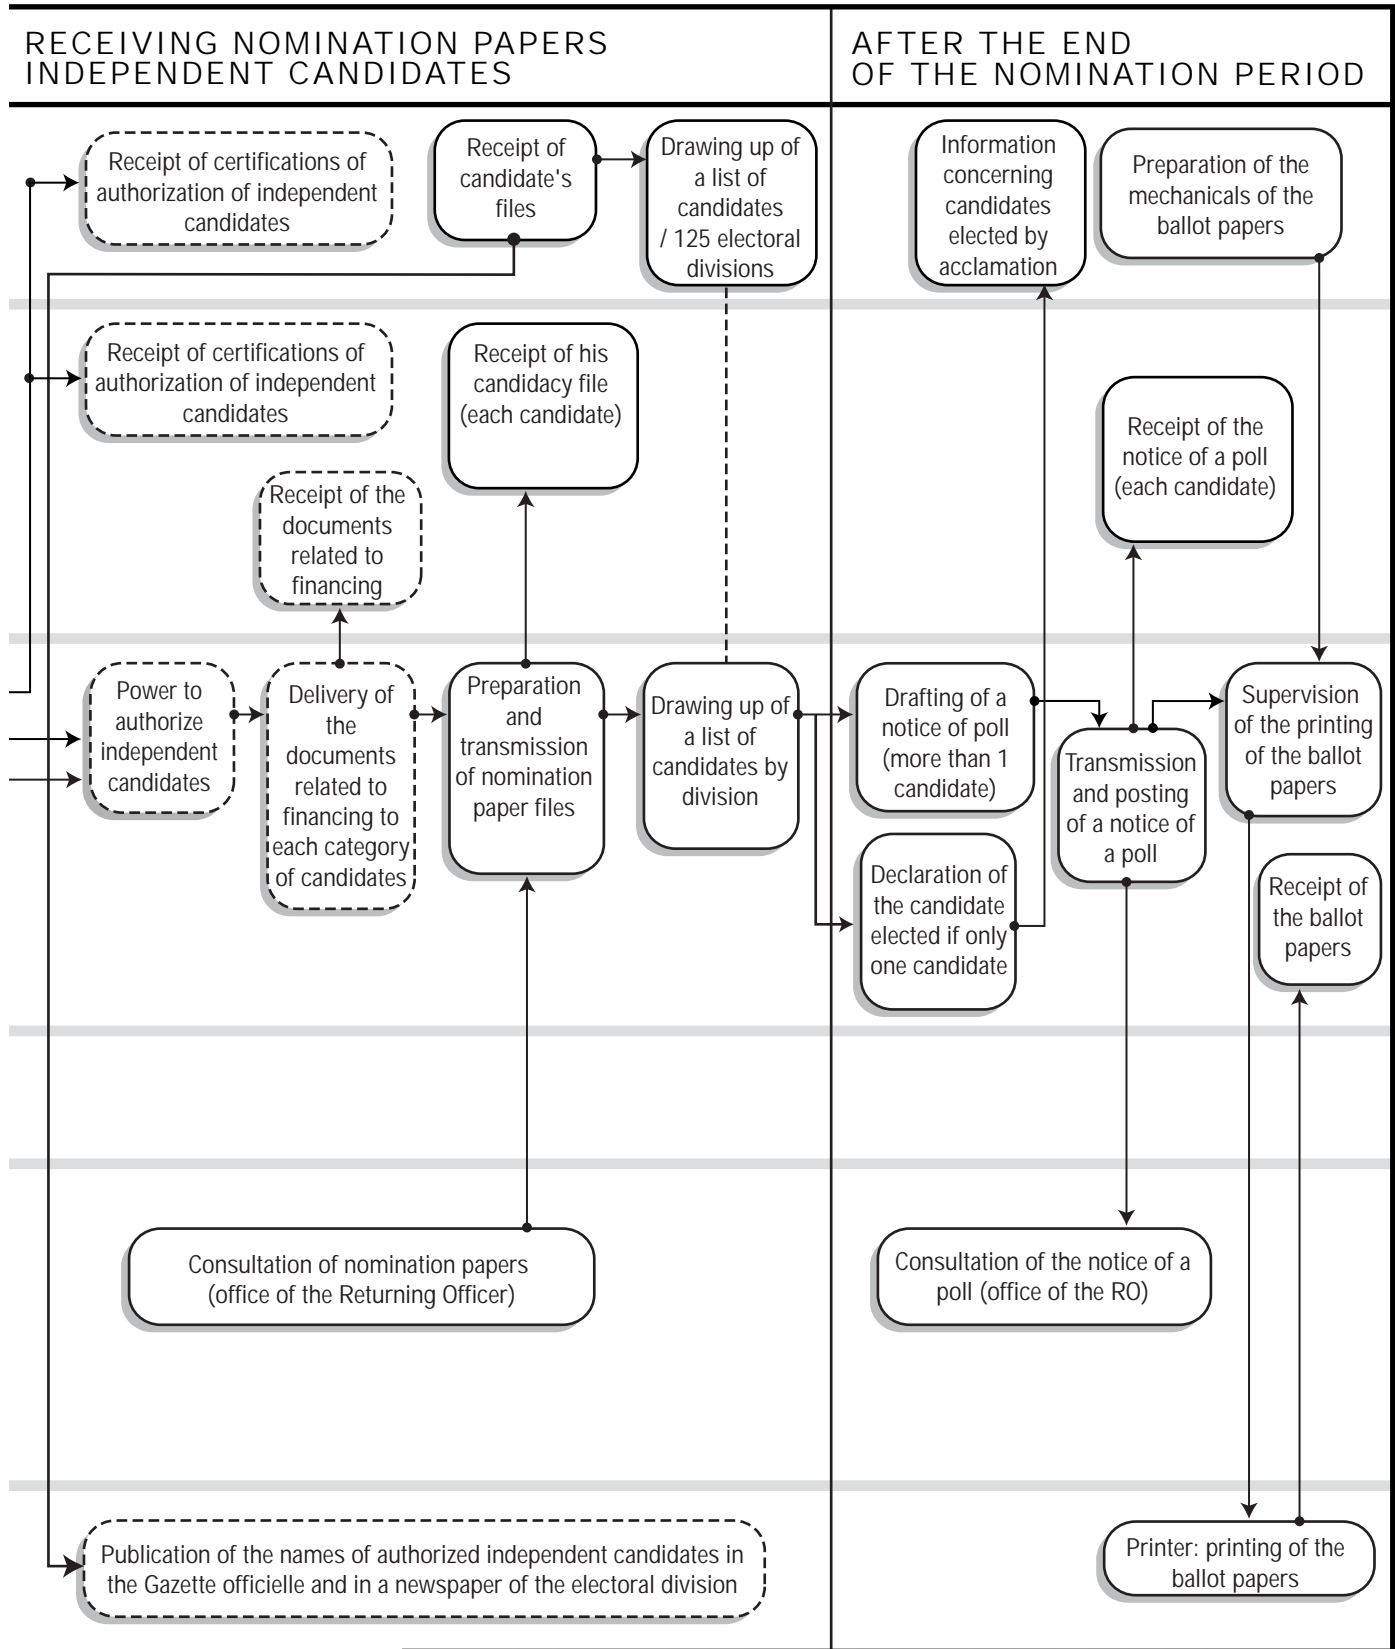 RECEIVING NOMINATION PAPERS
INDEPENDENT CANDIDATES
AFTER THE END
OF THE NOMINATION PERIOD
Receipt of certifications of
authorization of independent
candidates
Receipt of
candidate's
files
Drawing up of
a list of
candidates
/ 125 electoral
divisions
Information
concerning
candidates
elected by
acclamation
Preparation of the
mechanicals of the
ballot papers
Receipt of certifications of
authorization of independent
candidates
Receipt of his
candidacy file
(each candidate)
Receipt of the
notice of a poll
(each candidate)
Receipt of the
documents
related to
financing
Power to
authorize
independent
candidates
Delivery of
the
documents
related to
financing to
each category
of candidates
Preparation
and
transmission
of nomination
paper files
Drawing up of
a list of
candidates by
division
Drafting of a
notice of poll
(more than 1
candidate)
Transmission
and posting
of a notice of
a poll
Supervision
of the printing
of the ballot
papers
Declaration of
the candidate
elected if only
one candidate
Receipt of
the ballot
papers
Consultation of nomination papers
(office of the Returning Officer)
Consultation of the notice of a
poll (office of the RO)
Publication of the names of authorized independent candidates in
the Gazette officielle and in a newspaper of the electoral division
Printer: printing of the
ballot papers